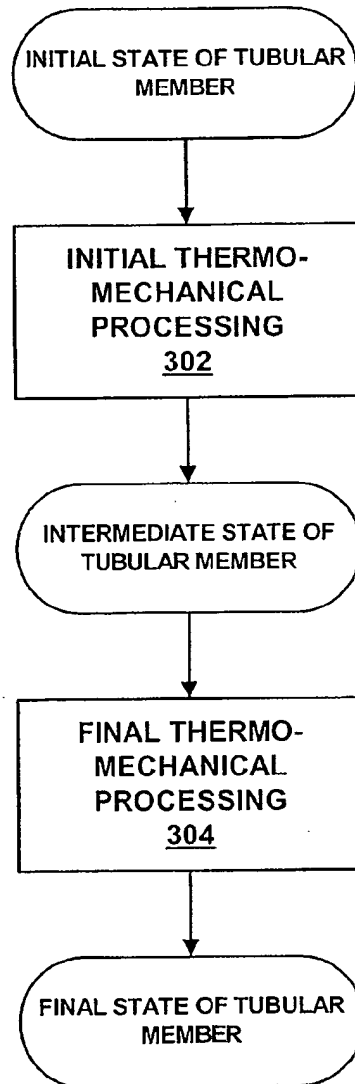 INITIAL STATE OF TUBULAR
MEMBER
INITIAL THERMO-
MECHANICAL
PROCESSING
302
INTERMEDIATE STATE OF
TUBULAR MEMBER
FINAL THERMO-
MECHANICAL
PROCESSING
304
FINAL STATE OF TUBULAR
MEMBER